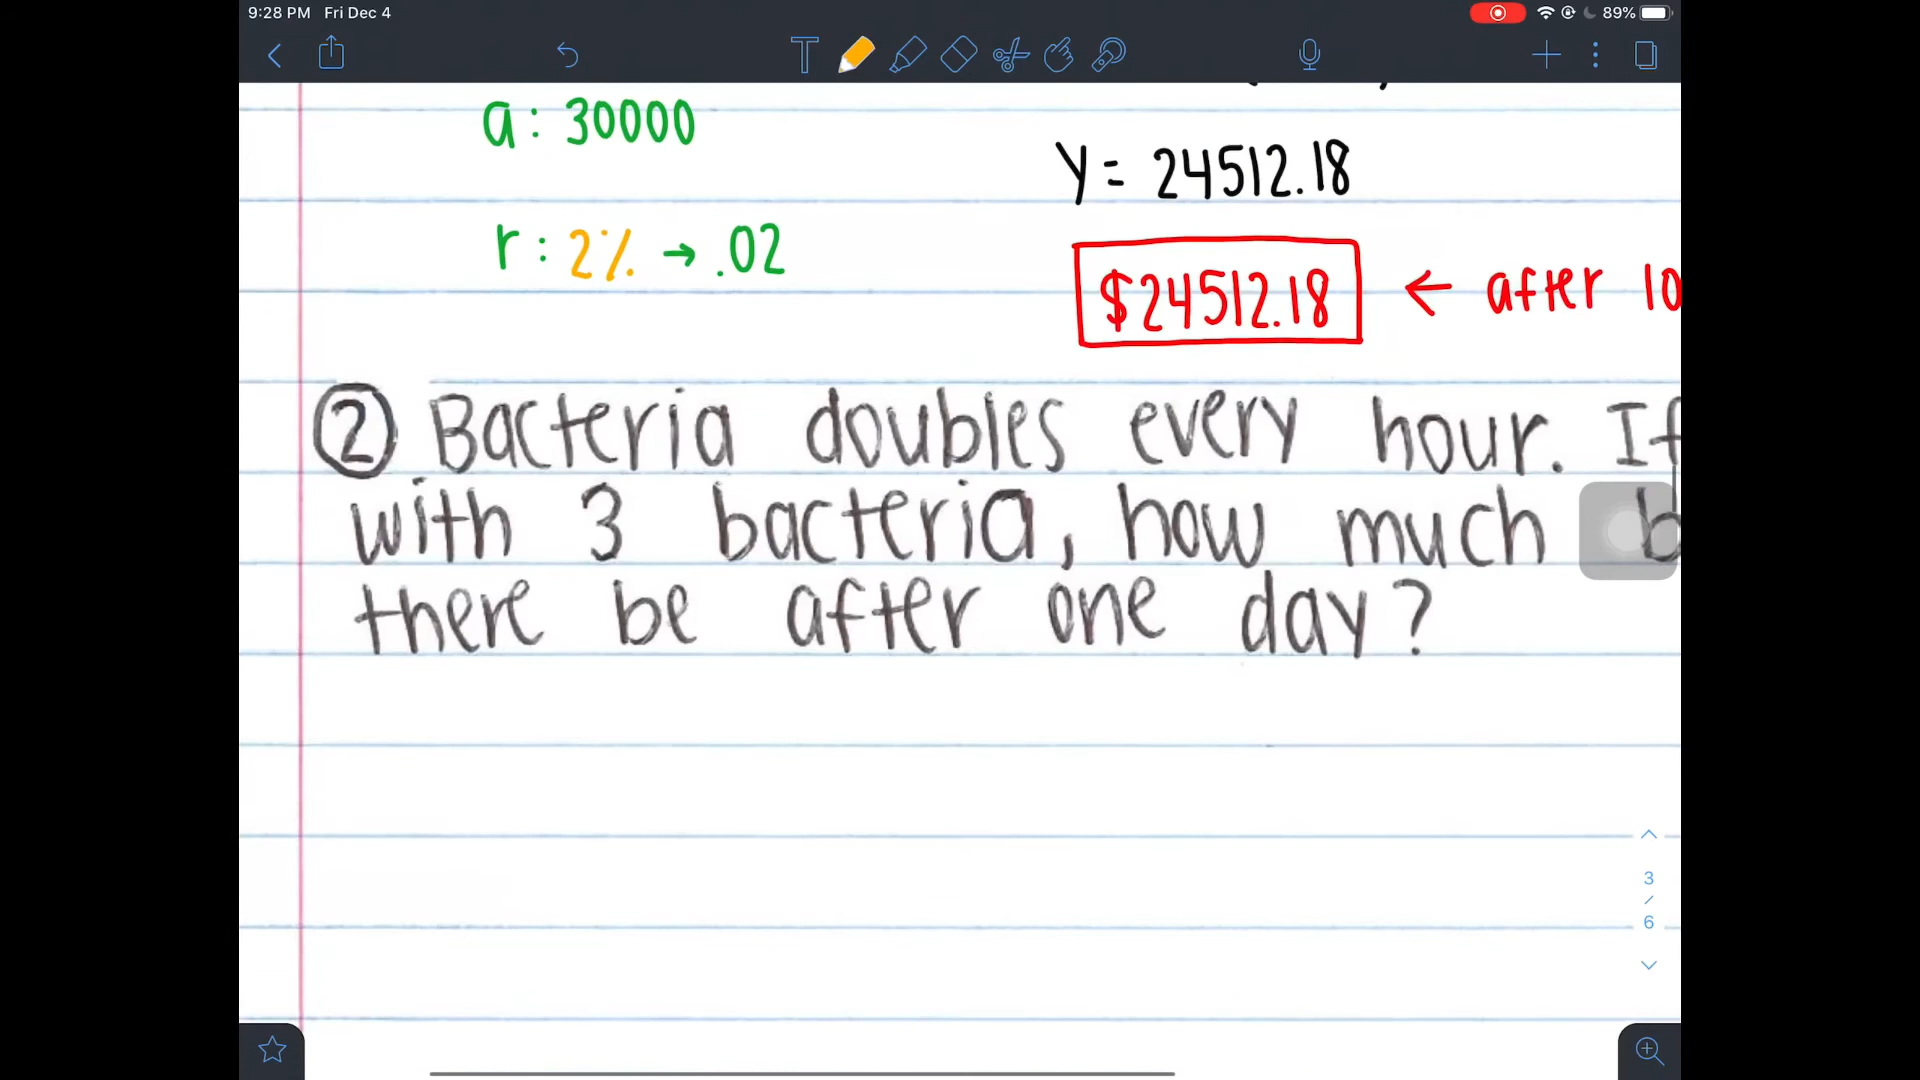 9:28 PM Fri Dec 4
89%
a: 30000
y= 24512.18
r: 2% → .02
$24512.18 ← after 10
② Bacteria doubles every hour. If
with 3 bacteria, how much b
there be after one day?
3
/
6